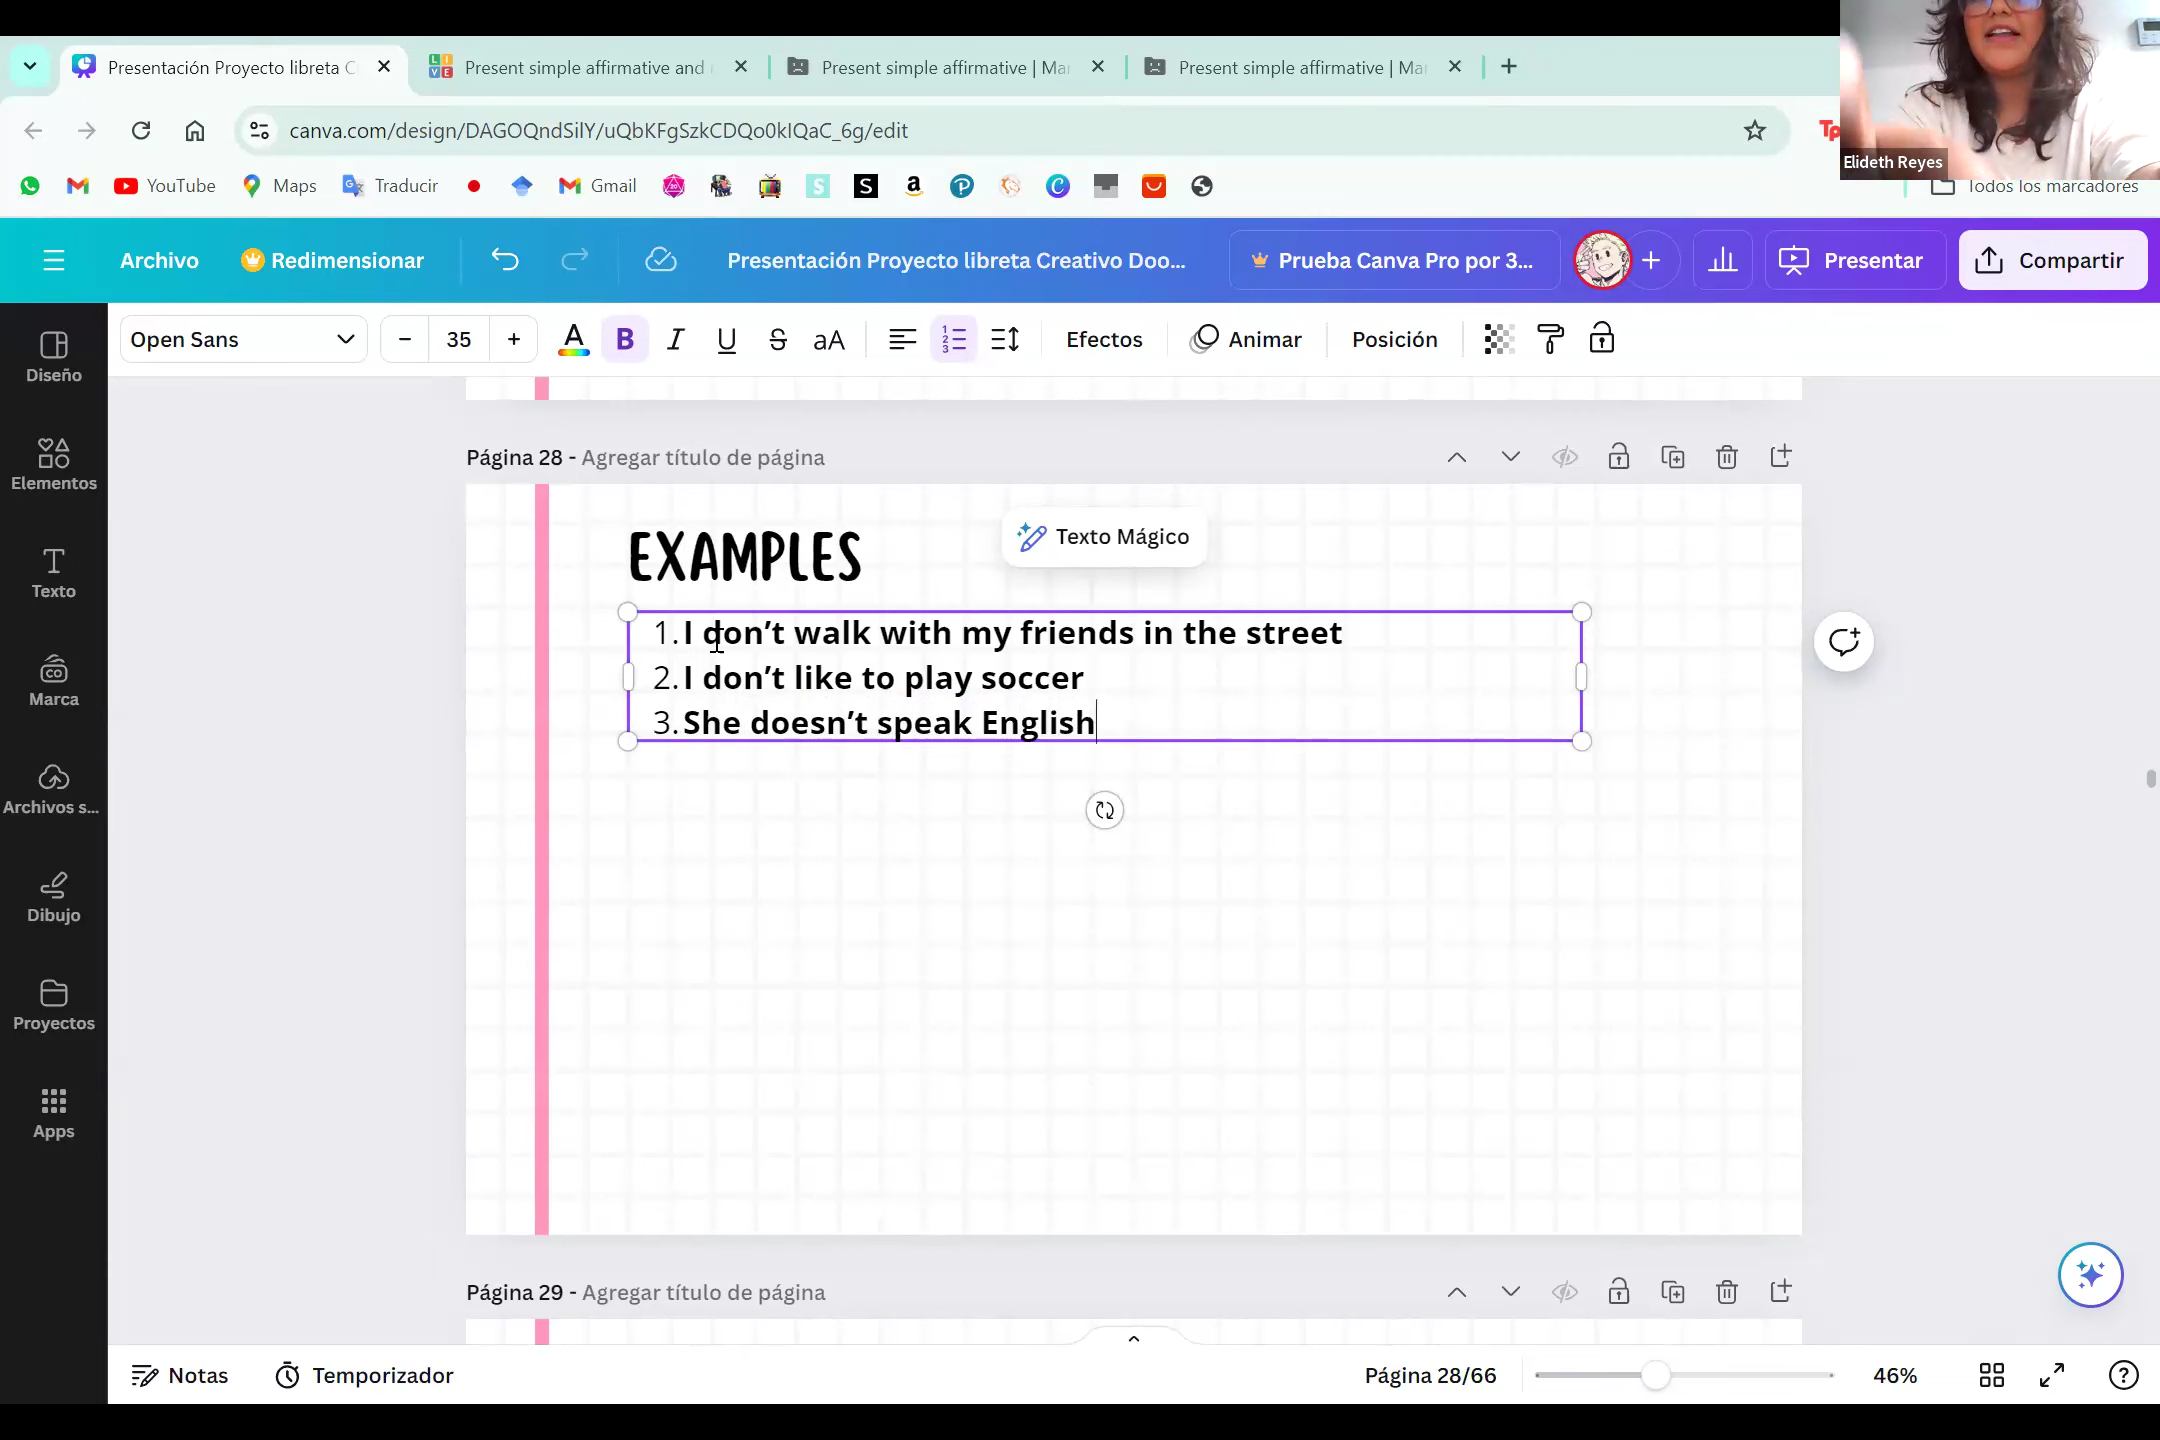 Presentación Proyecto libreta C
Present simple affirmative and
Present simple affirmative | Mar
Present simple affirmative | Mar
canva.com/design/DAGOQndSilY/uQbKFgSzkCDQo0kIQaC_6g/edit
Elideth Reyes
YouTube
Maps
Traducir
Gmail
Todos los marcadores
Archivo
Redimensionar
Presentación Proyecto libreta Creativo Doo...
Prueba Canva Pro por 3...
Presentar
Compartir
Open Sans
35
Efectos
Animar
Posición
Diseño
Elementos
Texto
Marca
Archivos s...
Dibujo
Proyectos
Apps
Página 28 - Agregar título de página
Texto Mágico
EXAMPLES
1. I don’t walk with my friends in the street
2. I don’t like to play soccer
3. She doesn’t speak English
Página 29 - Agregar título de página
Notas
Temporizador
Página 28/66
46%